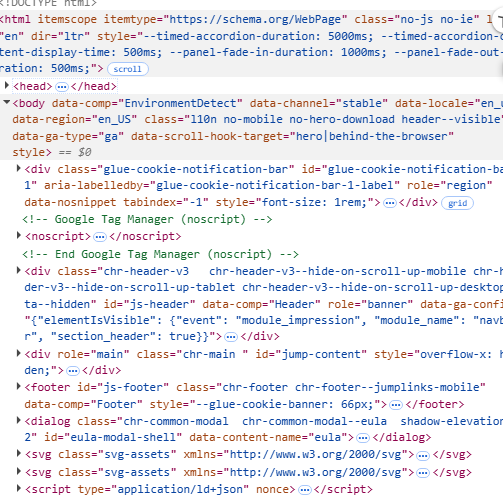 <!DOCTYPE html>
<html itemscope itemtype="https://schema.org/WebPage" class="no-js no-ie" l
"en" dir="ltr" style="--timed-accordion-duration: 5000ms; --timed-accordion-c
tent-display-time: 500ms; --panel-fade-in-duration: 1000ms; --panel-fade-out-
ration: 500ms;"> scroll
<head> … </head>
<body data-comp="EnvironmentDetect" data-channel="stable" data-locale="en_u
data-region="en_US" class="l10n no-mobile no-hero-download header--visible"
data-ga-type="ga" data-scroll-hook-target="hero|behind-the-browser"
style> == $0
<div class="glue-cookie-notification-bar" id="glue-cookie-notification-b
1" aria-labelledby="glue-cookie-notification-bar-1-label" role="region"
data-nosnippet tabindex="-1" style="font-size: 1rem;"> … </div> grid
<!-- Google Tag Manager (noscript) -->
<noscript> … </noscript>
<!-- End Google Tag Manager (noscript) -->
<div class="chr-header-v3 chr-header-v3--hide-on-scroll-up-mobile chr-h
der-v3--hide-on-scroll-up-tablet chr-header-v3--hide-on-scroll-up-deskto
ta--hidden" id="js-header" data-comp="Header" role="banner" data-ga-confi
"{"elementIsVisible": {"event": "module_impression", "module_name": "navb
r", "section_header": true}}"> … </div>
<div role="main" class="chr-main " id="jump-content" style="overflow-x: h
den;"> … </div>
<footer id="js-footer" class="chr-footer chr-footer--jumplinks-mobile"
data-comp="Footer" style="--glue-cookie-banner: 66px;"> … </footer>
<dialog class="chr-common-modal chr-common-modal--eula shadow-elevation
2" id="eula-modal-shell" data-content-name="eula"> … </dialog>
<svg class="svg-assets" xmlns="http://www.w3.org/2000/svg"> … </svg>
<svg class="svg-assets" xmlns="http://www.w3.org/2000/svg"> … </svg>
<script type="application/ld+json" nonce> … </script>